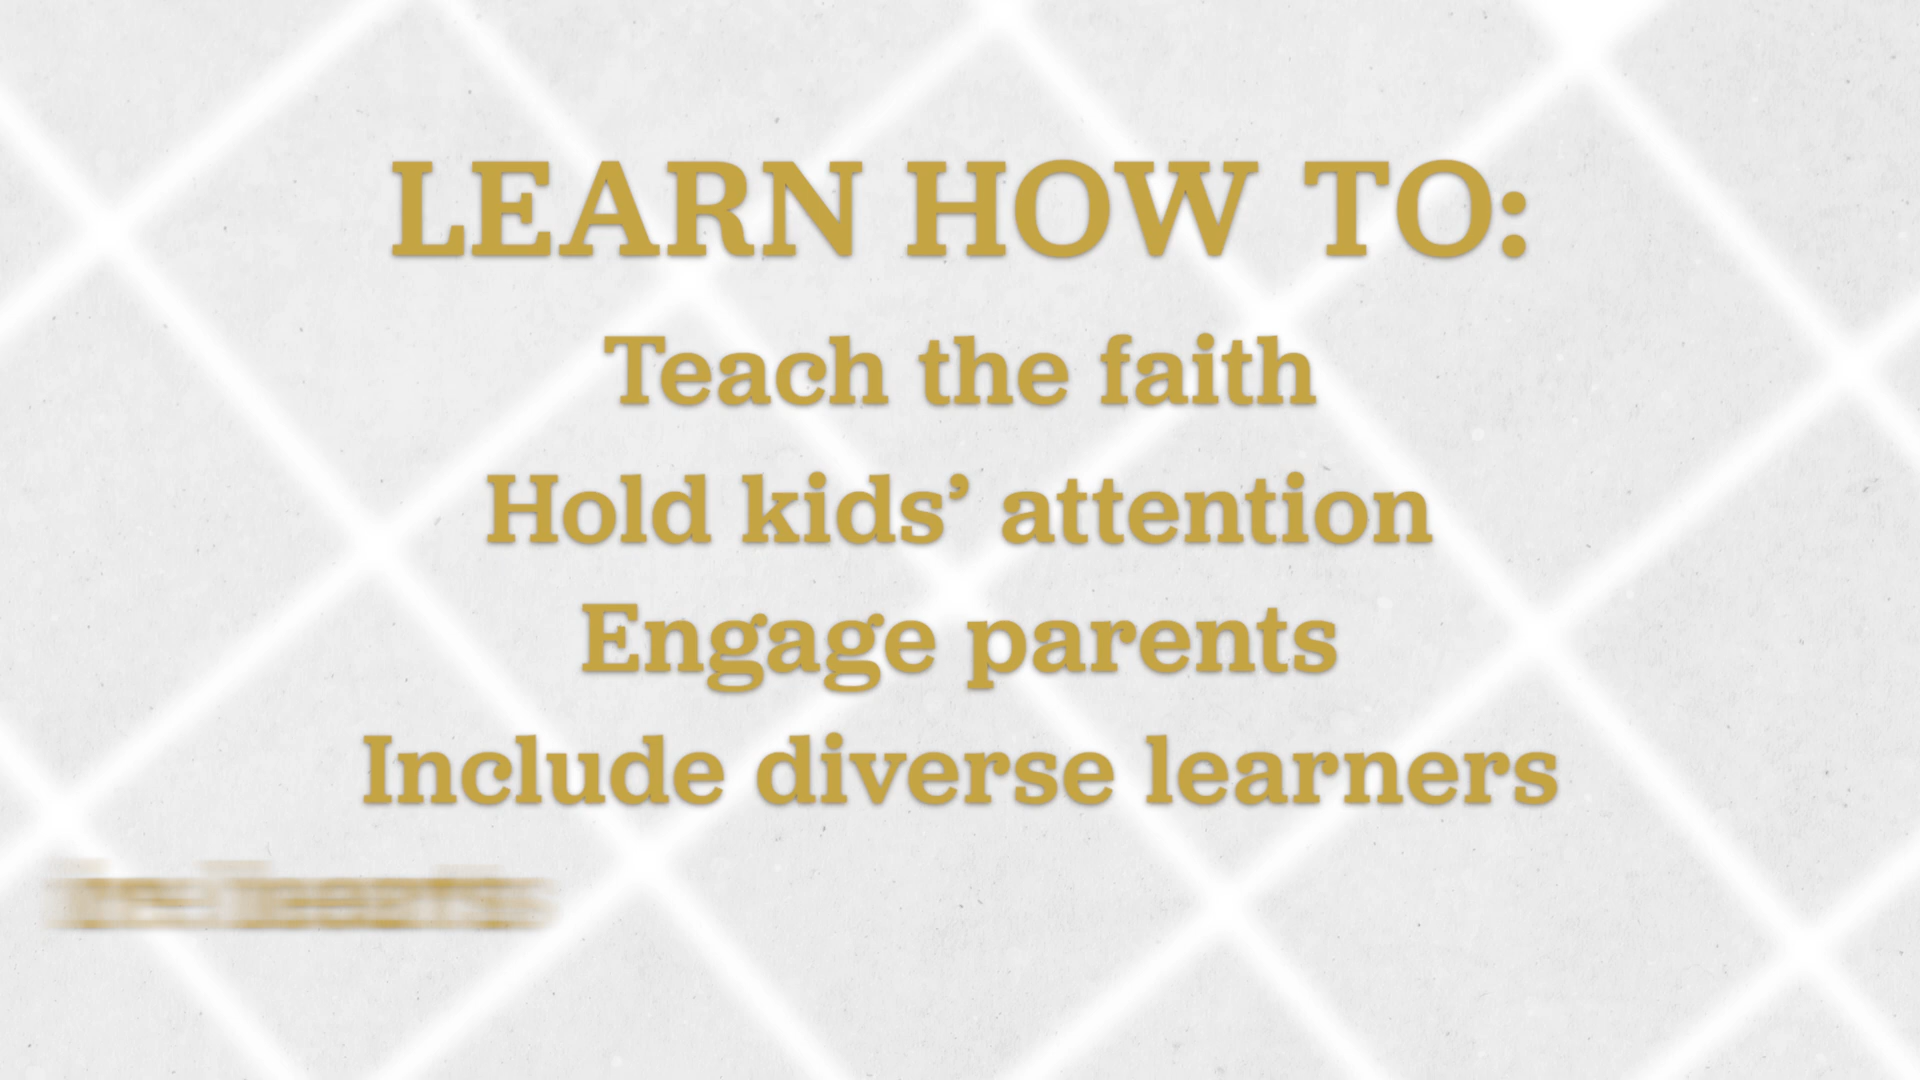 LEARN HOW TO:
Teach the faith
Hold kids’ attention
Engage parents
Include diverse learners